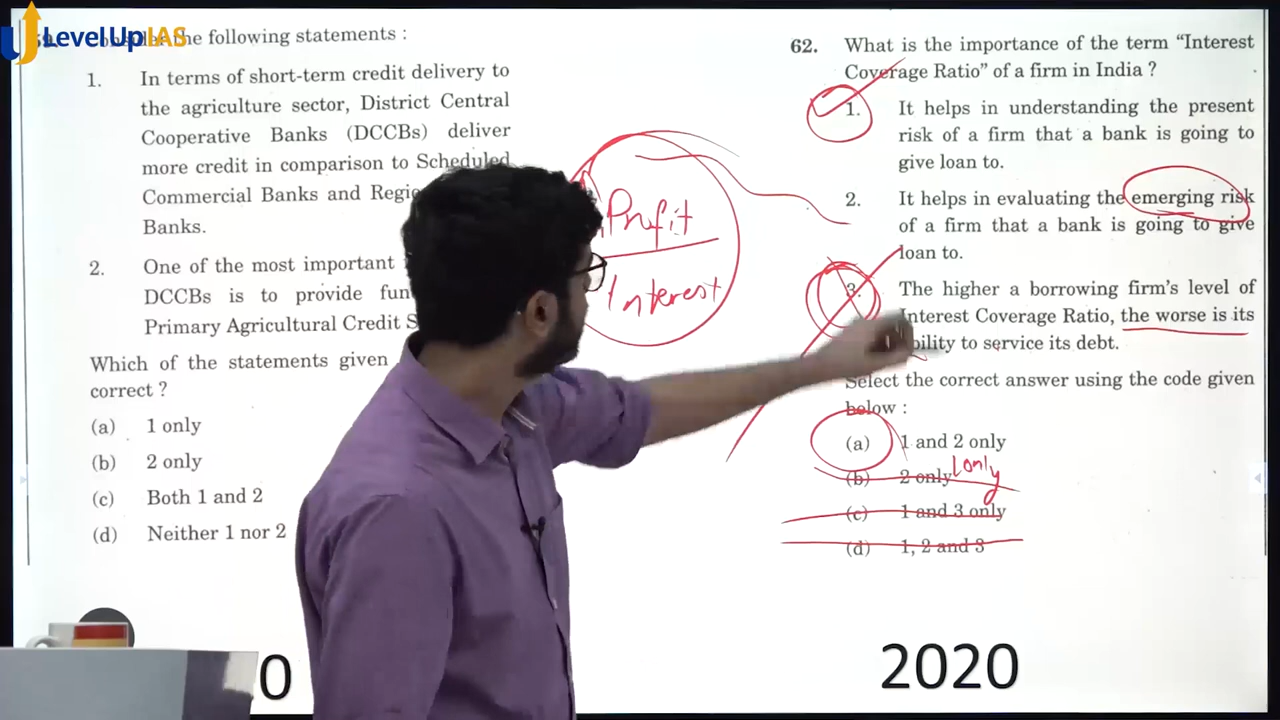 LevelUpIAS
the following statements :
1. In terms of short-term credit delivery to
the agriculture sector, District Central
Cooperative Banks (DCCBs) deliver
more credit in comparison to Scheduled
Commercial Banks and
Banks.
2. One of the most important
DCCBs is to provide
Primary Agricultural Credit
Which of the statements given
correct ?
(a) 1 only
(b) 2 only
(c) Both 1 and 2
(d) Neither 1 nor 2
0
Profit
Interest
62. What is the importance of the term "Interest
Coverage Ratio" of a firm in India ?
1. It helps in understanding the present
risk of a firm that a bank is going to
give loan to.
2. It helps in evaluating the emerging risk
of a firm that a bank is going to give
loan to.
3. The higher a borrowing firm's level of
Interest Coverage Ratio, the worse is its
ability to service its debt.
Select the correct answer using the code given
below :
(a) 1 and 2 only
(b) 2 only 1 only
(c) 1 and 3 only
(d) 1, 2 and 3
2020